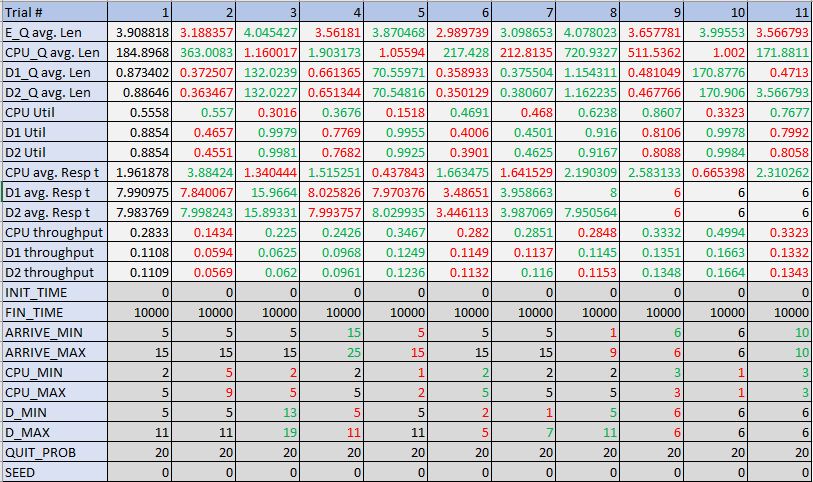 Trial # 1 2 3 4 5 6 7 8 9 10 11
E_Q avg. Len 3.908818 3.188357 4.045427 3.56181 3.870468 2.989739 3.098653 4.078023 3.657781 3.99553 3.566793
CPU_Q avg. Len 184.8968 363.0083 1.160017 1.903173 1.05594 217.428 212.8135 720.9327 511.5362 1.002 171.8811
D1_Q avg. Len 0.873402 0.372507 132.0239 0.661365 70.55971 0.358933 0.375504 1.154311 0.481049 170.8776 0.4713
D2_Q avg. Len 0.88646 0.363467 132.0227 0.651344 70.54816 0.350129 0.380607 1.162235 0.467766 170.906 3.566793
CPU Util 0.5558 0.557 0.3016 0.3676 0.1518 0.4691 0.468 0.6238 0.8607 0.3323 0.7677
D1 Util 0.8854 0.4657 0.9979 0.7769 0.9955 0.4006 0.4501 0.916 0.8106 0.9978 0.7992
D2 Util 0.8854 0.4551 0.9981 0.7682 0.9925 0.3901 0.4625 0.9167 0.8088 0.9984 0.8058
CPU avg. Resp t 1.961878 3.88424 1.340444 1.515251 0.437843 1.663475 1.641529 2.190309 2.583133 0.665398 2.310262
D1 avg. Resp t 7.990975 7.840067 15.9664 8.025826 7.970376 3.48651 3.958663 8 6 6 6
D2 avg. Resp t 7.983769 7.998243 15.89331 7.993757 8.029935 3.446113 3.987069 7.950564 6 6 6
CPU throughput 0.2833 0.1434 0.225 0.2426 0.3467 0.282 0.2851 0.2848 0.3332 0.4994 0.3323
D1 throughput 0.1108 0.0594 0.0625 0.0968 0.1249 0.1149 0.1137 0.1145 0.1351 0.1663 0.1332
D2 throughput 0.1109 0.0569 0.062 0.0961 0.1236 0.1132 0.116 0.1153 0.1348 0.1664 0.1343
INIT_TIME 0 0 0 0 0 0 0 0 0 0 0
FIN_TIME 10000 10000 10000 10000 10000 10000 10000 10000 10000 10000 10000
ARRIVE_MIN 5 5 5 15 5 5 5 1 6 6 10
ARRIVE_MAX 15 15 15 25 15 15 15 9 6 6 10
CPU_MIN 2 5 2 2 1 2 2 2 3 1 3
CPU_MAX 5 9 5 5 2 5 5 5 3 1 3
D_MIN 5 5 13 5 5 2 1 5 6 6 6
D_MAX 11 11 19 11 11 5 7 11 6 6 6
QUIT_PROB 20 20 20 20 20 20 20 20 20 20 20
SEED 0 0 0 0 0 0 0 0 0 0 0